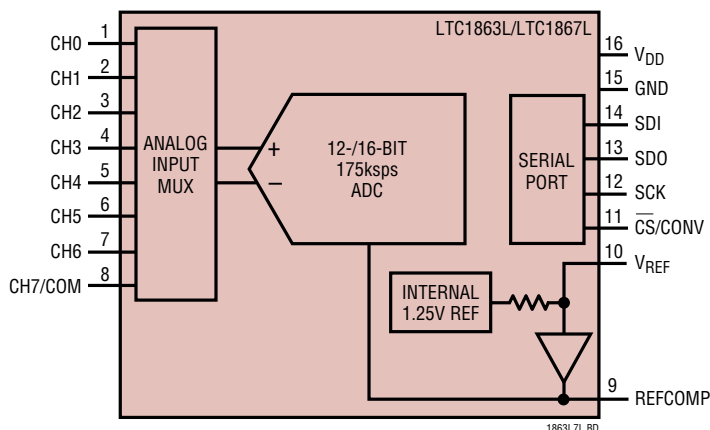 LTC1863L/LTC1867L
CH0 1
CH1 2
CH2 3
CH3 4
CH4 5
CH5 6
CH6 7
CH7/COM 8
ANALOG
INPUT
MUX
+
–
12-/16-BIT
175ksps
ADC
SERIAL
PORT
16 VDD
15 GND
14 SDI
13 SDO
12 SCK
11 C̅S̅/CONV
10 VREF
INTERNAL
1.25V REF
9 REFCOMP
1863L7L BD